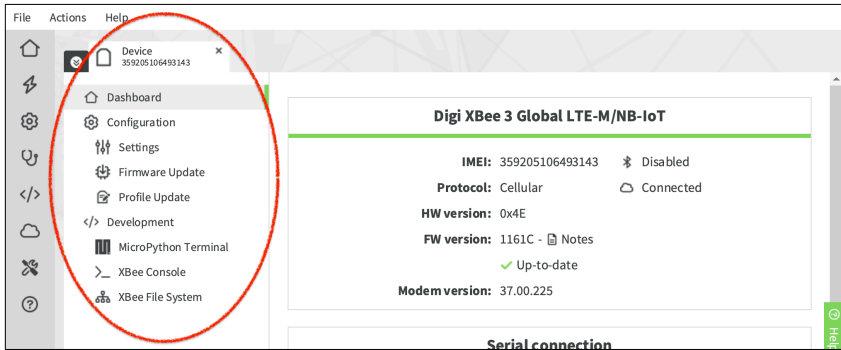 File Actions Help
Device
359205106493143
Dashboard
Configuration
Settings
Firmware Update
Profile Update
Development
MicroPython Terminal
XBee Console
XBee File System
Digi XBee 3 Global LTE-M/NB-IoT
IMEI: 359205106493143 Disabled
Protocol: Cellular Connected
HW version: 0x4E
FW version: 1161C - Notes
Up-to-date
Modem version: 37.00.225
Serial connection
Help